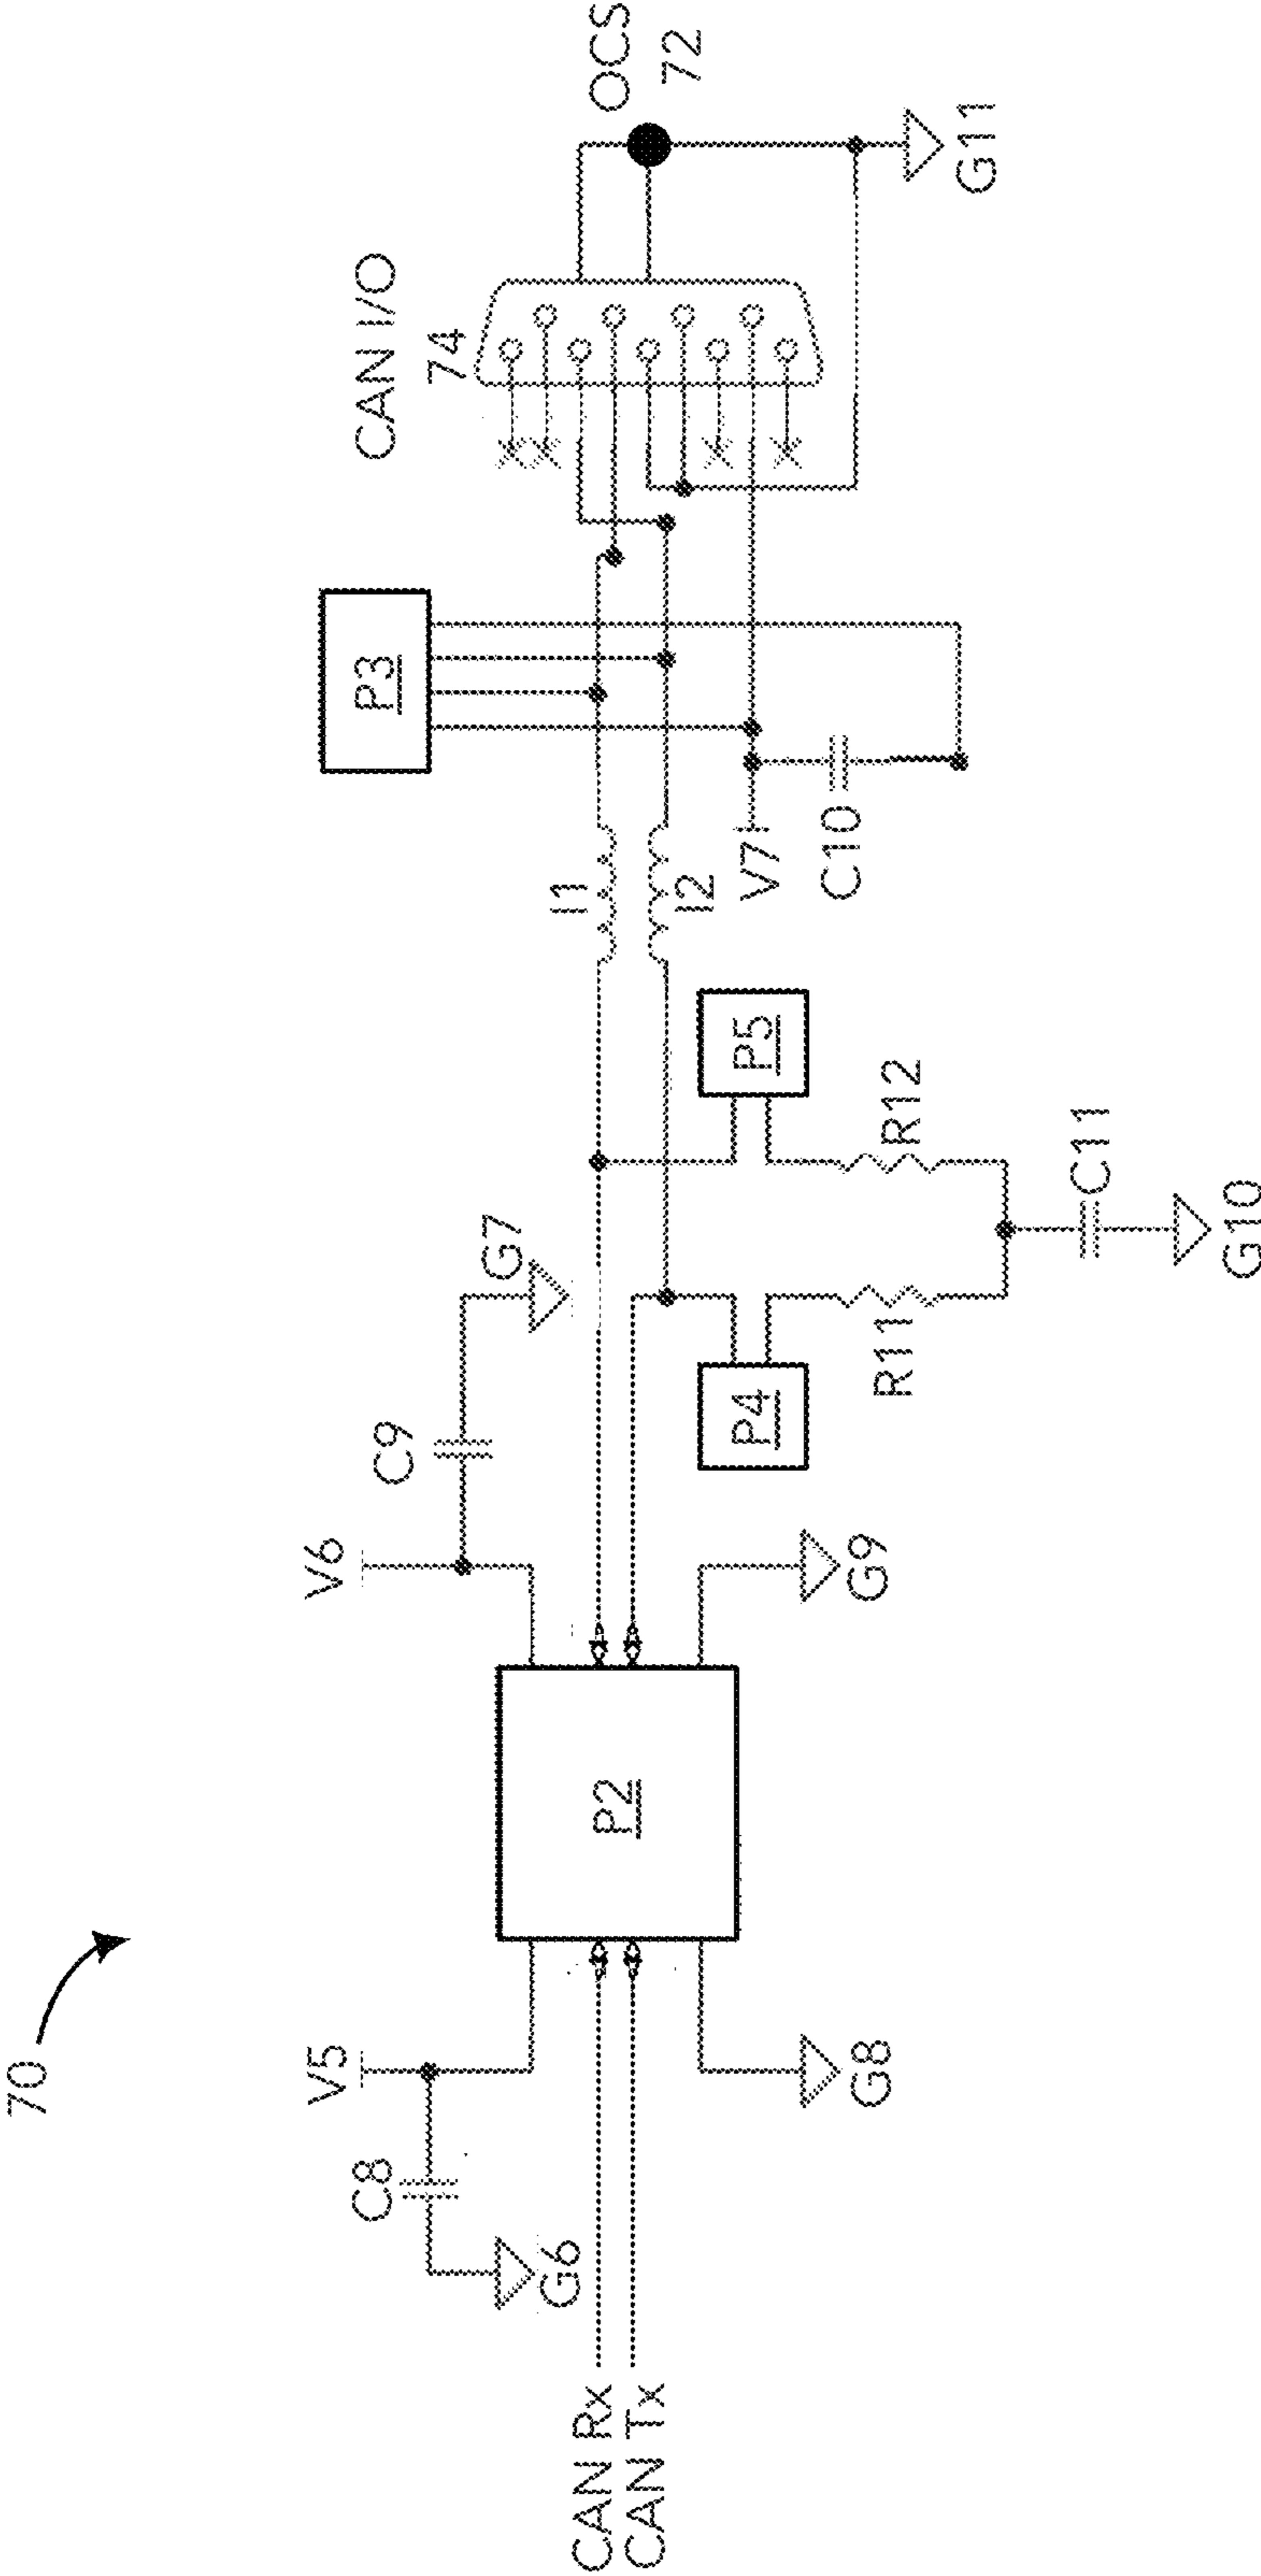 70
CAN Rx
CAN Tx
G6
C8
V5
G8
P2
V6
C9
G7
G9
P4
P5
R11
R12
C11
G10
I1
I2
V7
C10
P3
CAN I/O
74
OCS
72
G11